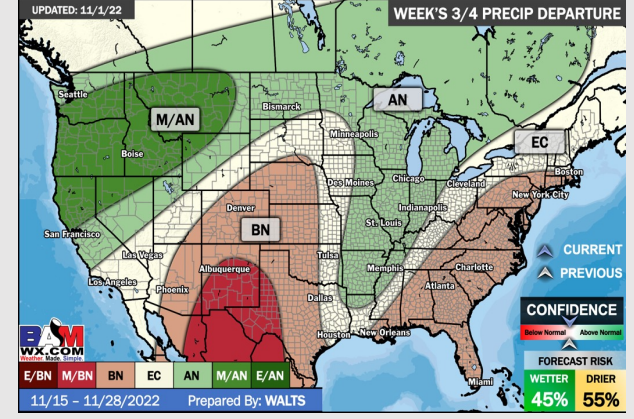 UPDATED: 11/1/22
WEEK'S 3/4 PRECIP DEPARTURE
Seattle
M/AN
Bismarck
AN
Minneapolis
EC
Boise
Boston
Chicago
Cleveland
Des Moines
New York City
Denver
Indianapolis
BN
St. Louis
San Francisco
CURRENT
Las Vegas
Tulsa
Albuquerque
Memphis
Charlotte
PREVIOUS
Los Angeles
Phoenix
Atlanta
Dallas
CONFIDENCE
Below Normal
Above Normal
BAM
WX.COM
Weather. Made. Simple.
Houston
New Orleans
FORECAST RISK
E/BN M/BN BN EC AN M/AN E/AN
Miami
WETTER DRIER
45% 55%
11/15 – 11/28/2022 Prepared By: WALTS